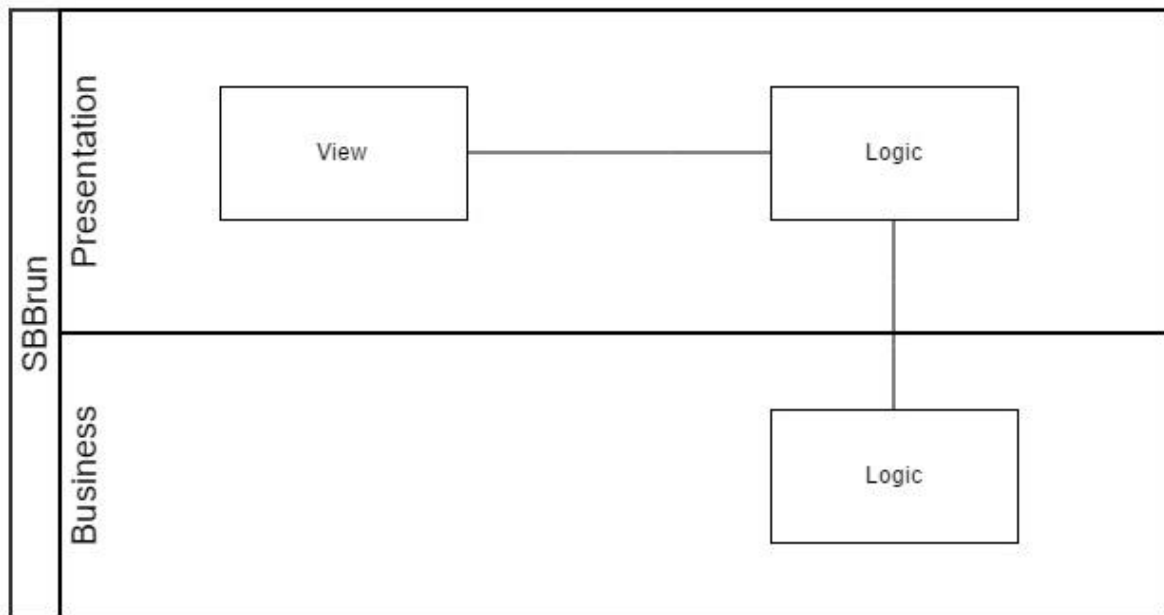 SBBrun
Presentation
View
Logic
Business
Logic